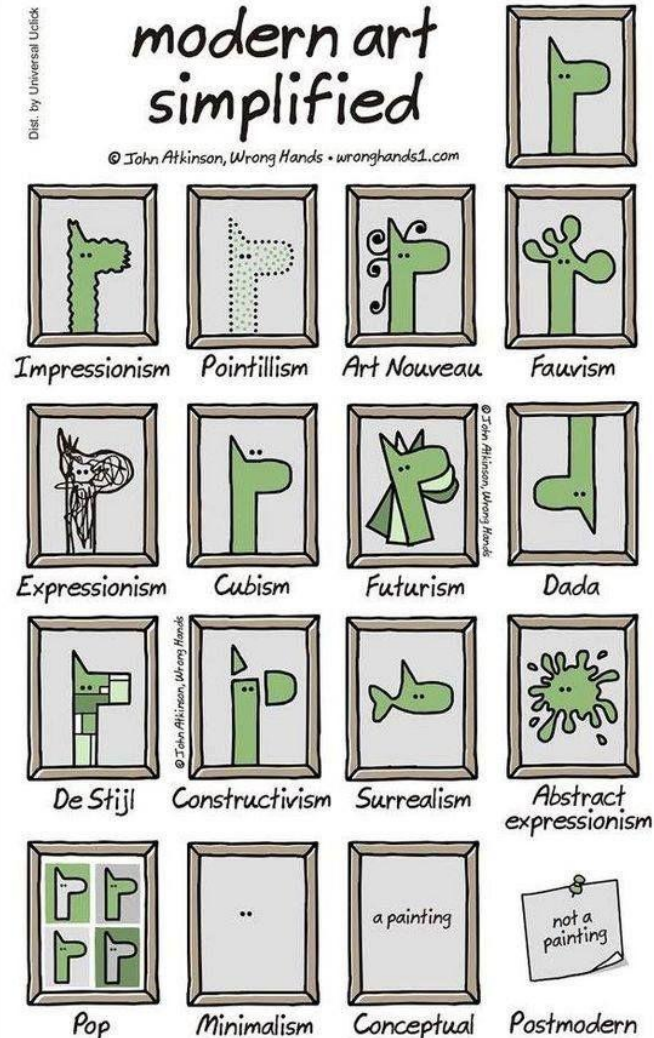 Dist. by Universal Uclick
modern art
simplified
© John Atkinson, Wrong Hands • wronghands1.com
Impressionism
Pointillism
Art Nouveau
Fauvism
© John Atkinson, Wrong Hands
Expressionism
Cubism
Futurism
Dada
© John Atkinson, Wrong Hands
De Stijl
Constructivism
Surrealism
Abstract
expressionism
a painting
not a
painting
Pop
Minimalism
Conceptual
Postmodern